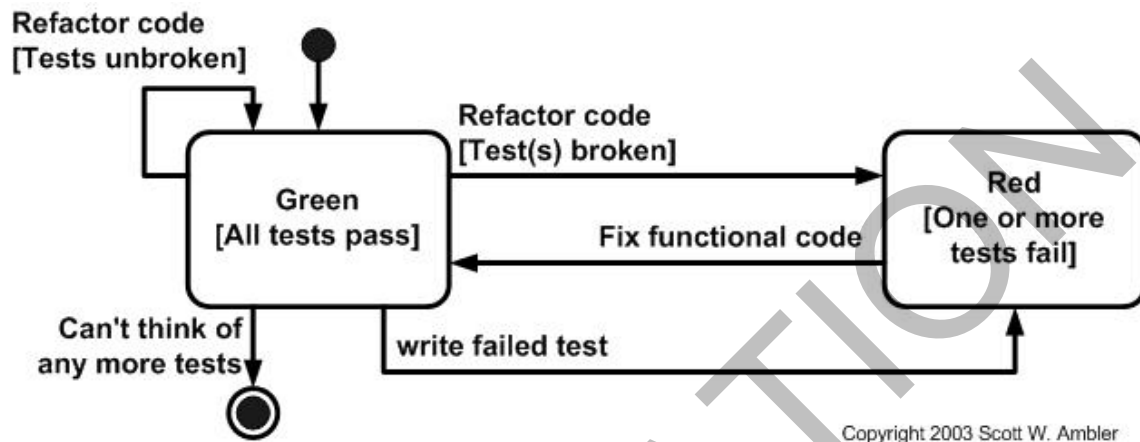 Refactor code
[Tests unbroken]
Refactor code
[Test(s) broken]
Green
[All tests pass]
Red
[One or more
tests fail]
Fix functional code
Can't think of
any more tests
write failed test
Copyright 2003 Scott W. Ambler
TION